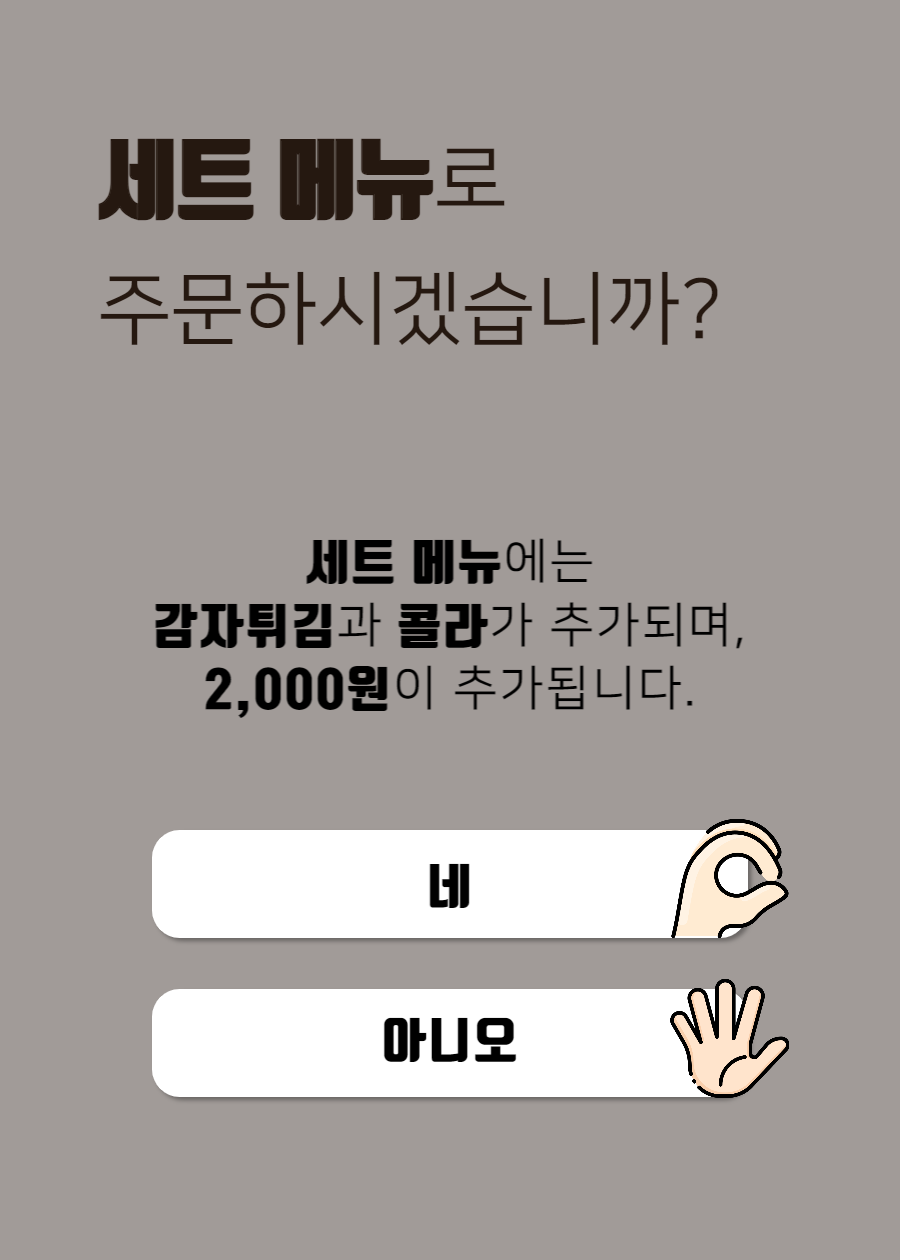 세트 메뉴로
주문하시겠습니까?
세트 메뉴에는
감자튀김과 콜라가 추가되며,
2,000원이 추가됩니다.
네
아니오